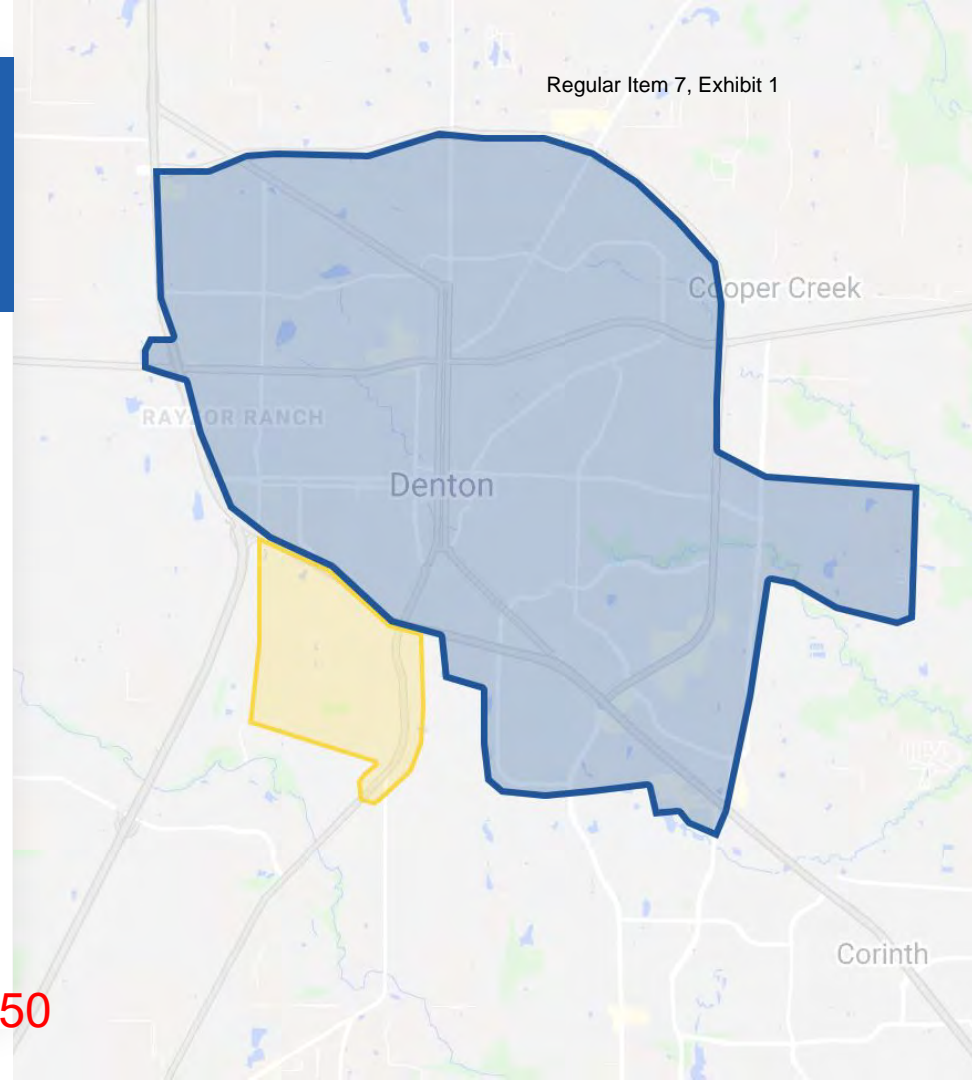 Regular Item 7, Exhibit 1
Cooper Creek
RAYZOR RANCH
Denton
Corinth
50